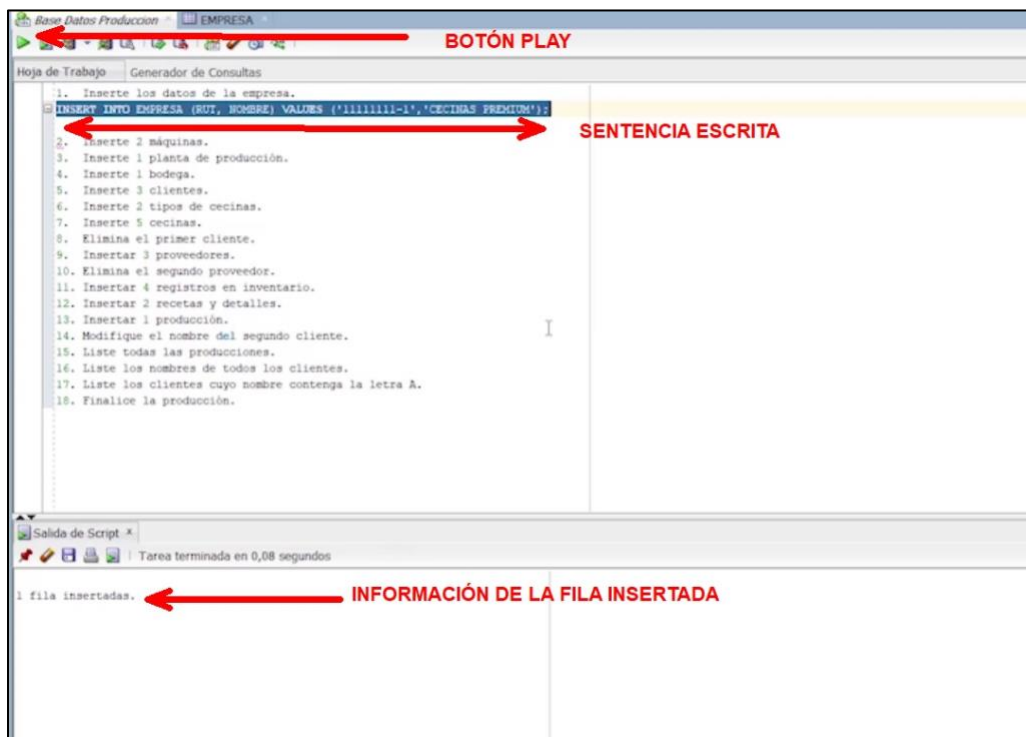 Base Datos Produccion EMPRESA
BOTÓN PLAY
Hoja de Trabajo Generador de Consultas
1. Inserte los datos de la empresa.
INSERT INTO EMPRESA (RUT, NOMBRE) VALUES ('11111111-1','CECINAS PREMIUM');
SENTENCIA ESCRITA
2. Inserte 2 máquinas.
3. Inserte 1 planta de producción.
4. Inserte 1 bodega.
5. Inserte 3 clientes.
6. Inserte 2 tipos de cecinas.
7. Inserte 5 cecinas.
8. Elimina el primer cliente.
9. Insertar 3 proveedores.
10. Elimina el segundo proveedor.
11. Insertar 4 registros en inventario.
12. Insertar 2 recetas y detalles.
13. Insertar 1 producción.
14. Modifique el nombre del segundo cliente.
15. Liste todas las producciones.
16. Liste los nombres de todos los clientes.
17. Liste los clientes cuyo nombre contenga la letra A.
18. Finalice la producción.
Salida de Script x
Tarea terminada en 0,08 segundos
1 fila insertadas.
INFORMACIÓN DE LA FILA INSERTADA